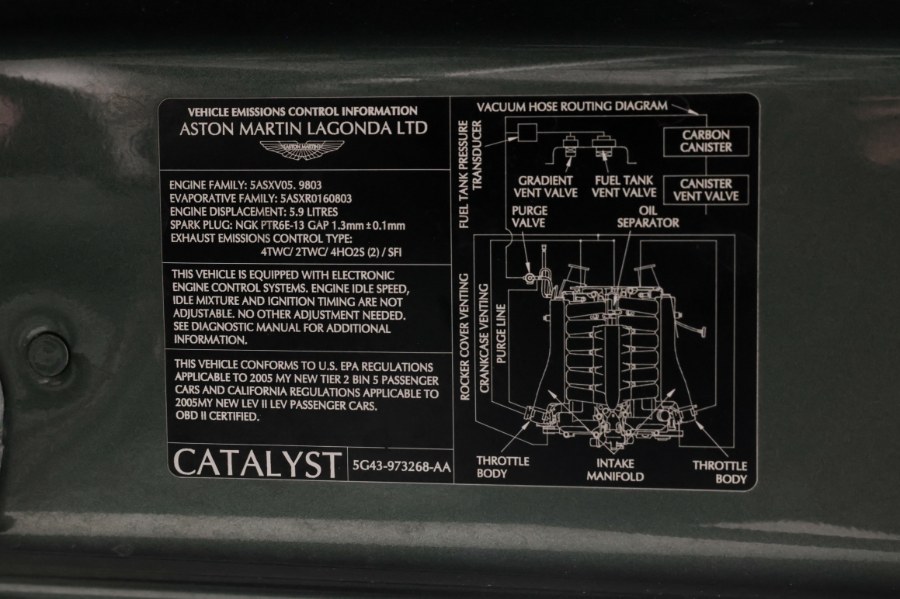 VEHICLE EMISSIONS CONTROL INFORMATION
ASTON MARTIN LAGONDA LTD
ASTON MARTIN
ENGINE FAMILY: 5ASXV05. 9803
EVAPORATIVE FAMILY: 5ASXR0160803
ENGINE DISPLACEMENT: 5.9 LITRES
SPARK PLUG: NGK PTR6E-13 GAP 1.3mm±0.1mm
EXHAUST EMISSIONS CONTROL TYPE:
4TWC/ 2TWC/ 4HO2S (2) / SFI
THIS VEHICLE IS EQUIPPED WITH ELECTRONIC
ENGINE CONTROL SYSTEMS. ENGINE IDLE SPEED,
IDLE MIXTURE AND IGNITION TIMING ARE NOT
ADJUSTABLE. NO OTHER ADJUSTMENT NEEDED.
SEE DIAGNOSTIC MANUAL FOR ADDITIONAL
INFORMATION.
THIS VEHICLE CONFORMS TO U.S. EPA REGULATIONS
APPLICABLE TO 2005 MY NEW TIER 2 BIN 5 PASSENGER
CARS AND CALIFORNIA REGULATIONS APPLICABLE TO
2005MY NEW LEV II LEV PASSENGER CARS.
OBD II CERTIFIED.
CATALYST
5G43-973268-AA
VACUUM HOSE ROUTING DIAGRAM
FUEL TANK PRESSURE
TRANSDUCER
CARBON
CANISTER
GRADIENT
VENT VALVE
FUEL TANK
VENT VALVE
CANISTER
VENT VALVE
PURGE
VALVE
OIL
SEPARATOR
ROCKER COVER VENTING
CRANKCASE VENTING
PURGE LINE
THROTTLE
BODY
INTAKE
MANIFOLD
THROTTLE
BODY